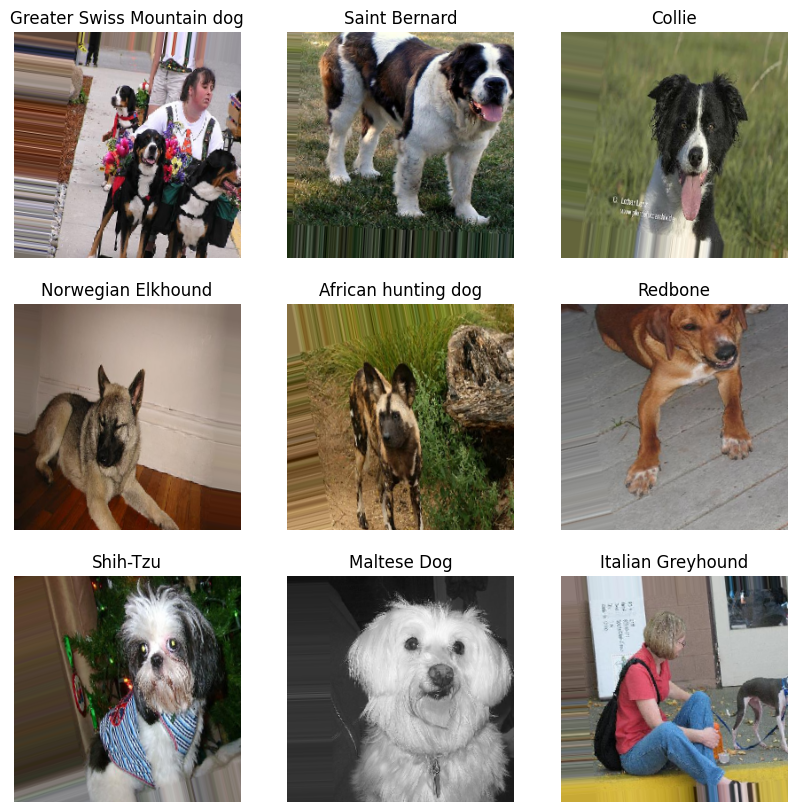 Greater Swiss Mountain dog
Saint Bernard
Collie
Norwegian Elkhound
African hunting dog
Redbone
Shih-Tzu
Maltese Dog
Italian Greyhound